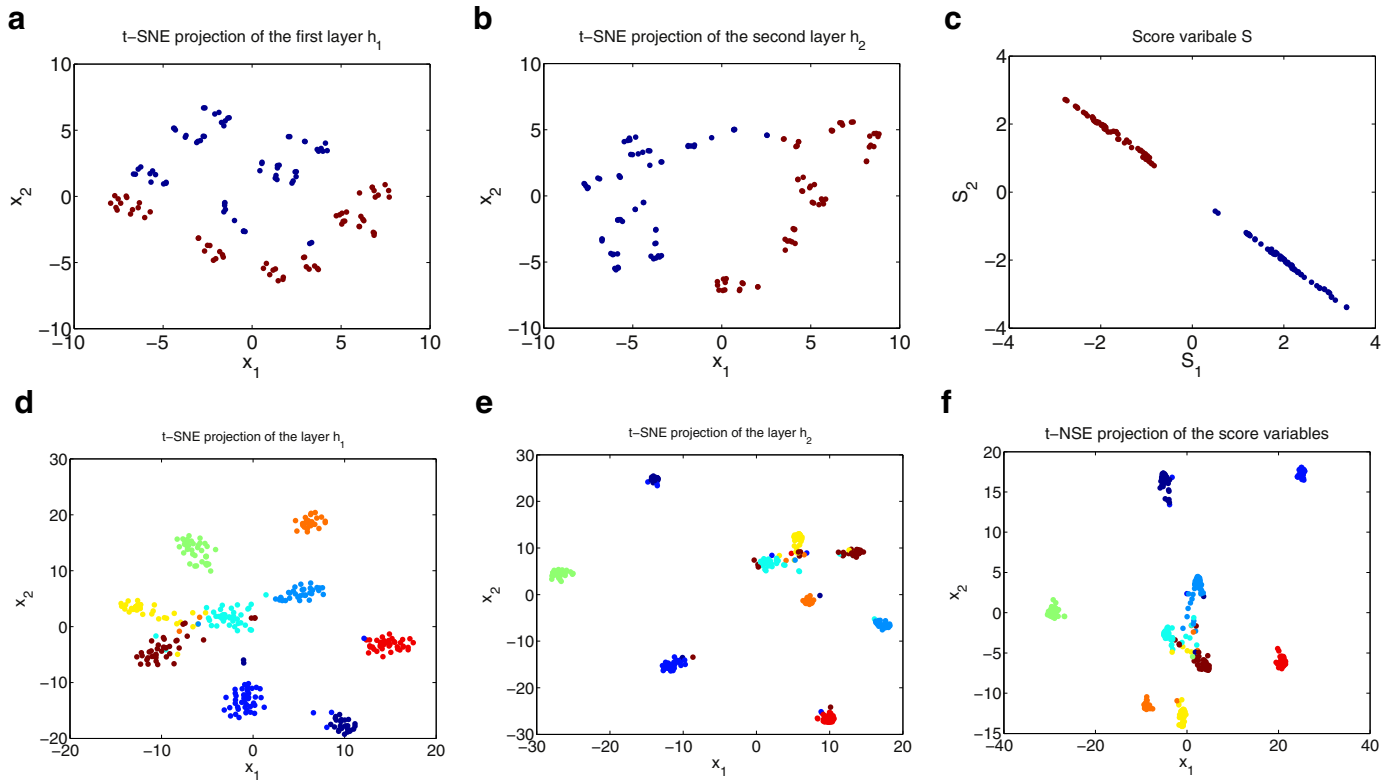 a
t−SNE projection of the first layer h1
10
5
0
−5
−10
x2
−10 −5 0 5 10
x1
b
t−SNE projection of the second layer h2
10
5
0
−5
−10
x2
−10 −5 0 5 10
x1
c
Score varibale S
4
2
0
−2
−4
S2
−4 −2 0 2 4
S1
d
t−SNE projection of the layer h1
30
20
10
0
−10
−20
x2
−20 −10 0 10 20
x1
e
t−SNE projection of the layer h2
30
20
10
0
−10
−20
−30
x2
−30 −20 −10 0 10 20
x1
f
t−NSE projection of the score variables
20
15
10
5
0
−5
−10
−15
x2
−40 −20 0 20 40
x1